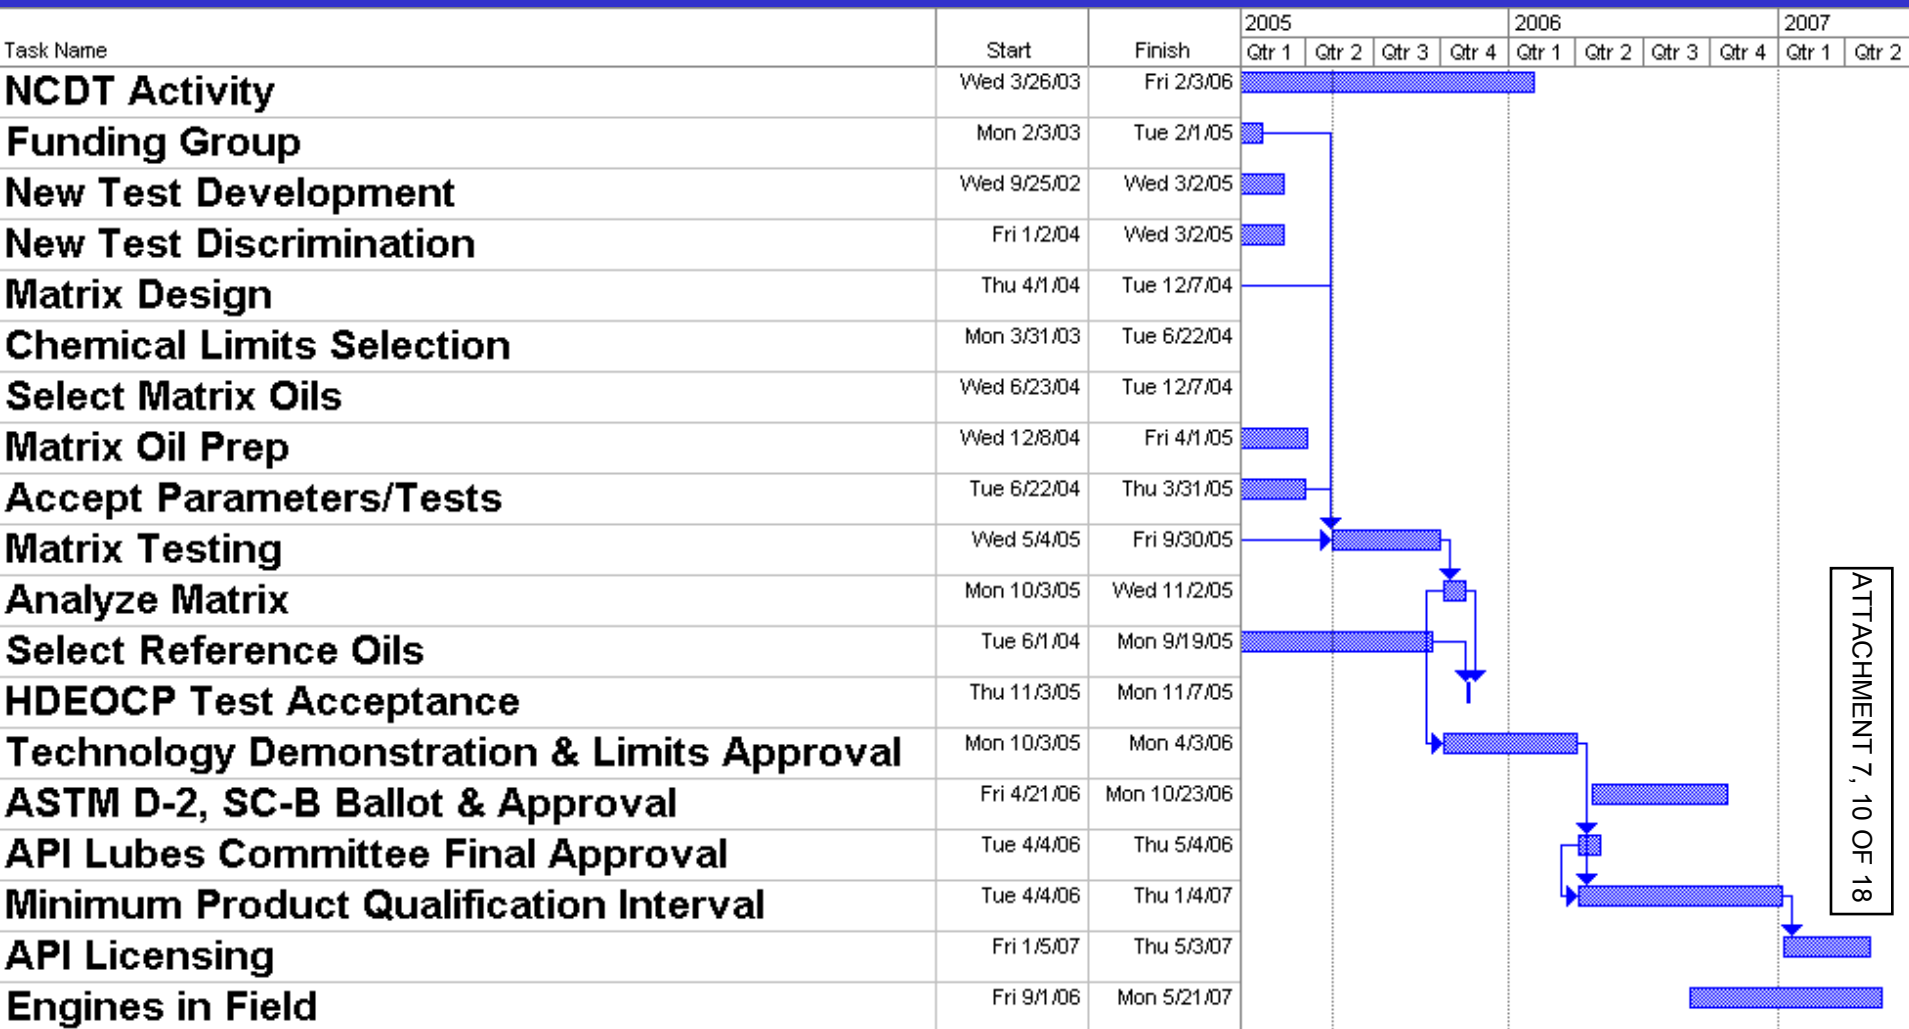 2005 2006 2007
Task Name Start Finish Qtr 1 Qtr 2 Qtr 3 Qtr 4 Qtr 1 Qtr 2 Qtr 3 Qtr 4 Qtr 1 Qtr 2
NCDT Activity Wed 3/26/03 Fri 2/3/06
Funding Group Mon 2/3/03 Tue 2/1/05
New Test Development Wed 9/25/02 Wed 3/2/05
New Test Discrimination Fri 1/2/04 Wed 3/2/05
Matrix Design Thu 4/1/04 Tue 12/7/04
Chemical Limits Selection Mon 3/31/03 Tue 6/22/04
Select Matrix Oils Wed 6/23/04 Tue 12/7/04
Matrix Oil Prep Wed 12/8/04 Fri 4/1/05
Accept Parameters/Tests Tue 6/22/04 Thu 3/31/05
Matrix Testing Wed 5/4/05 Fri 9/30/05
Analyze Matrix Mon 10/3/05 Wed 11/2/05
Select Reference Oils Tue 6/1/04 Mon 9/19/05
HDEOCP Test Acceptance Thu 11/3/05 Mon 11/7/05
Technology Demonstration & Limits Approval Mon 10/3/05 Mon 4/3/06
ASTM D-2, SC-B Ballot & Approval Fri 4/21/06 Mon 10/23/06
API Lubes Committee Final Approval Tue 4/4/06 Thu 5/4/06
Minimum Product Qualification Interval Tue 4/4/06 Thu 1/4/07
API Licensing Fri 1/5/07 Thu 5/3/07
Engines in Field Fri 9/1/06 Mon 5/21/07
ATTACHMENT 7, 10 OF 18